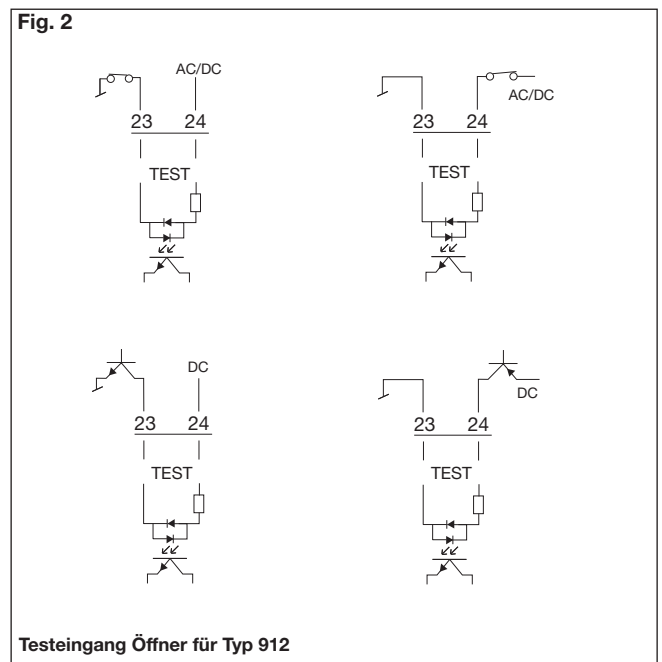 Fig. 2
AC/DC
23 24
TEST
AC/DC
23 24
TEST
DC
23 24
TEST
DC
23 24
TEST
Testeingang Öffner für Typ 912